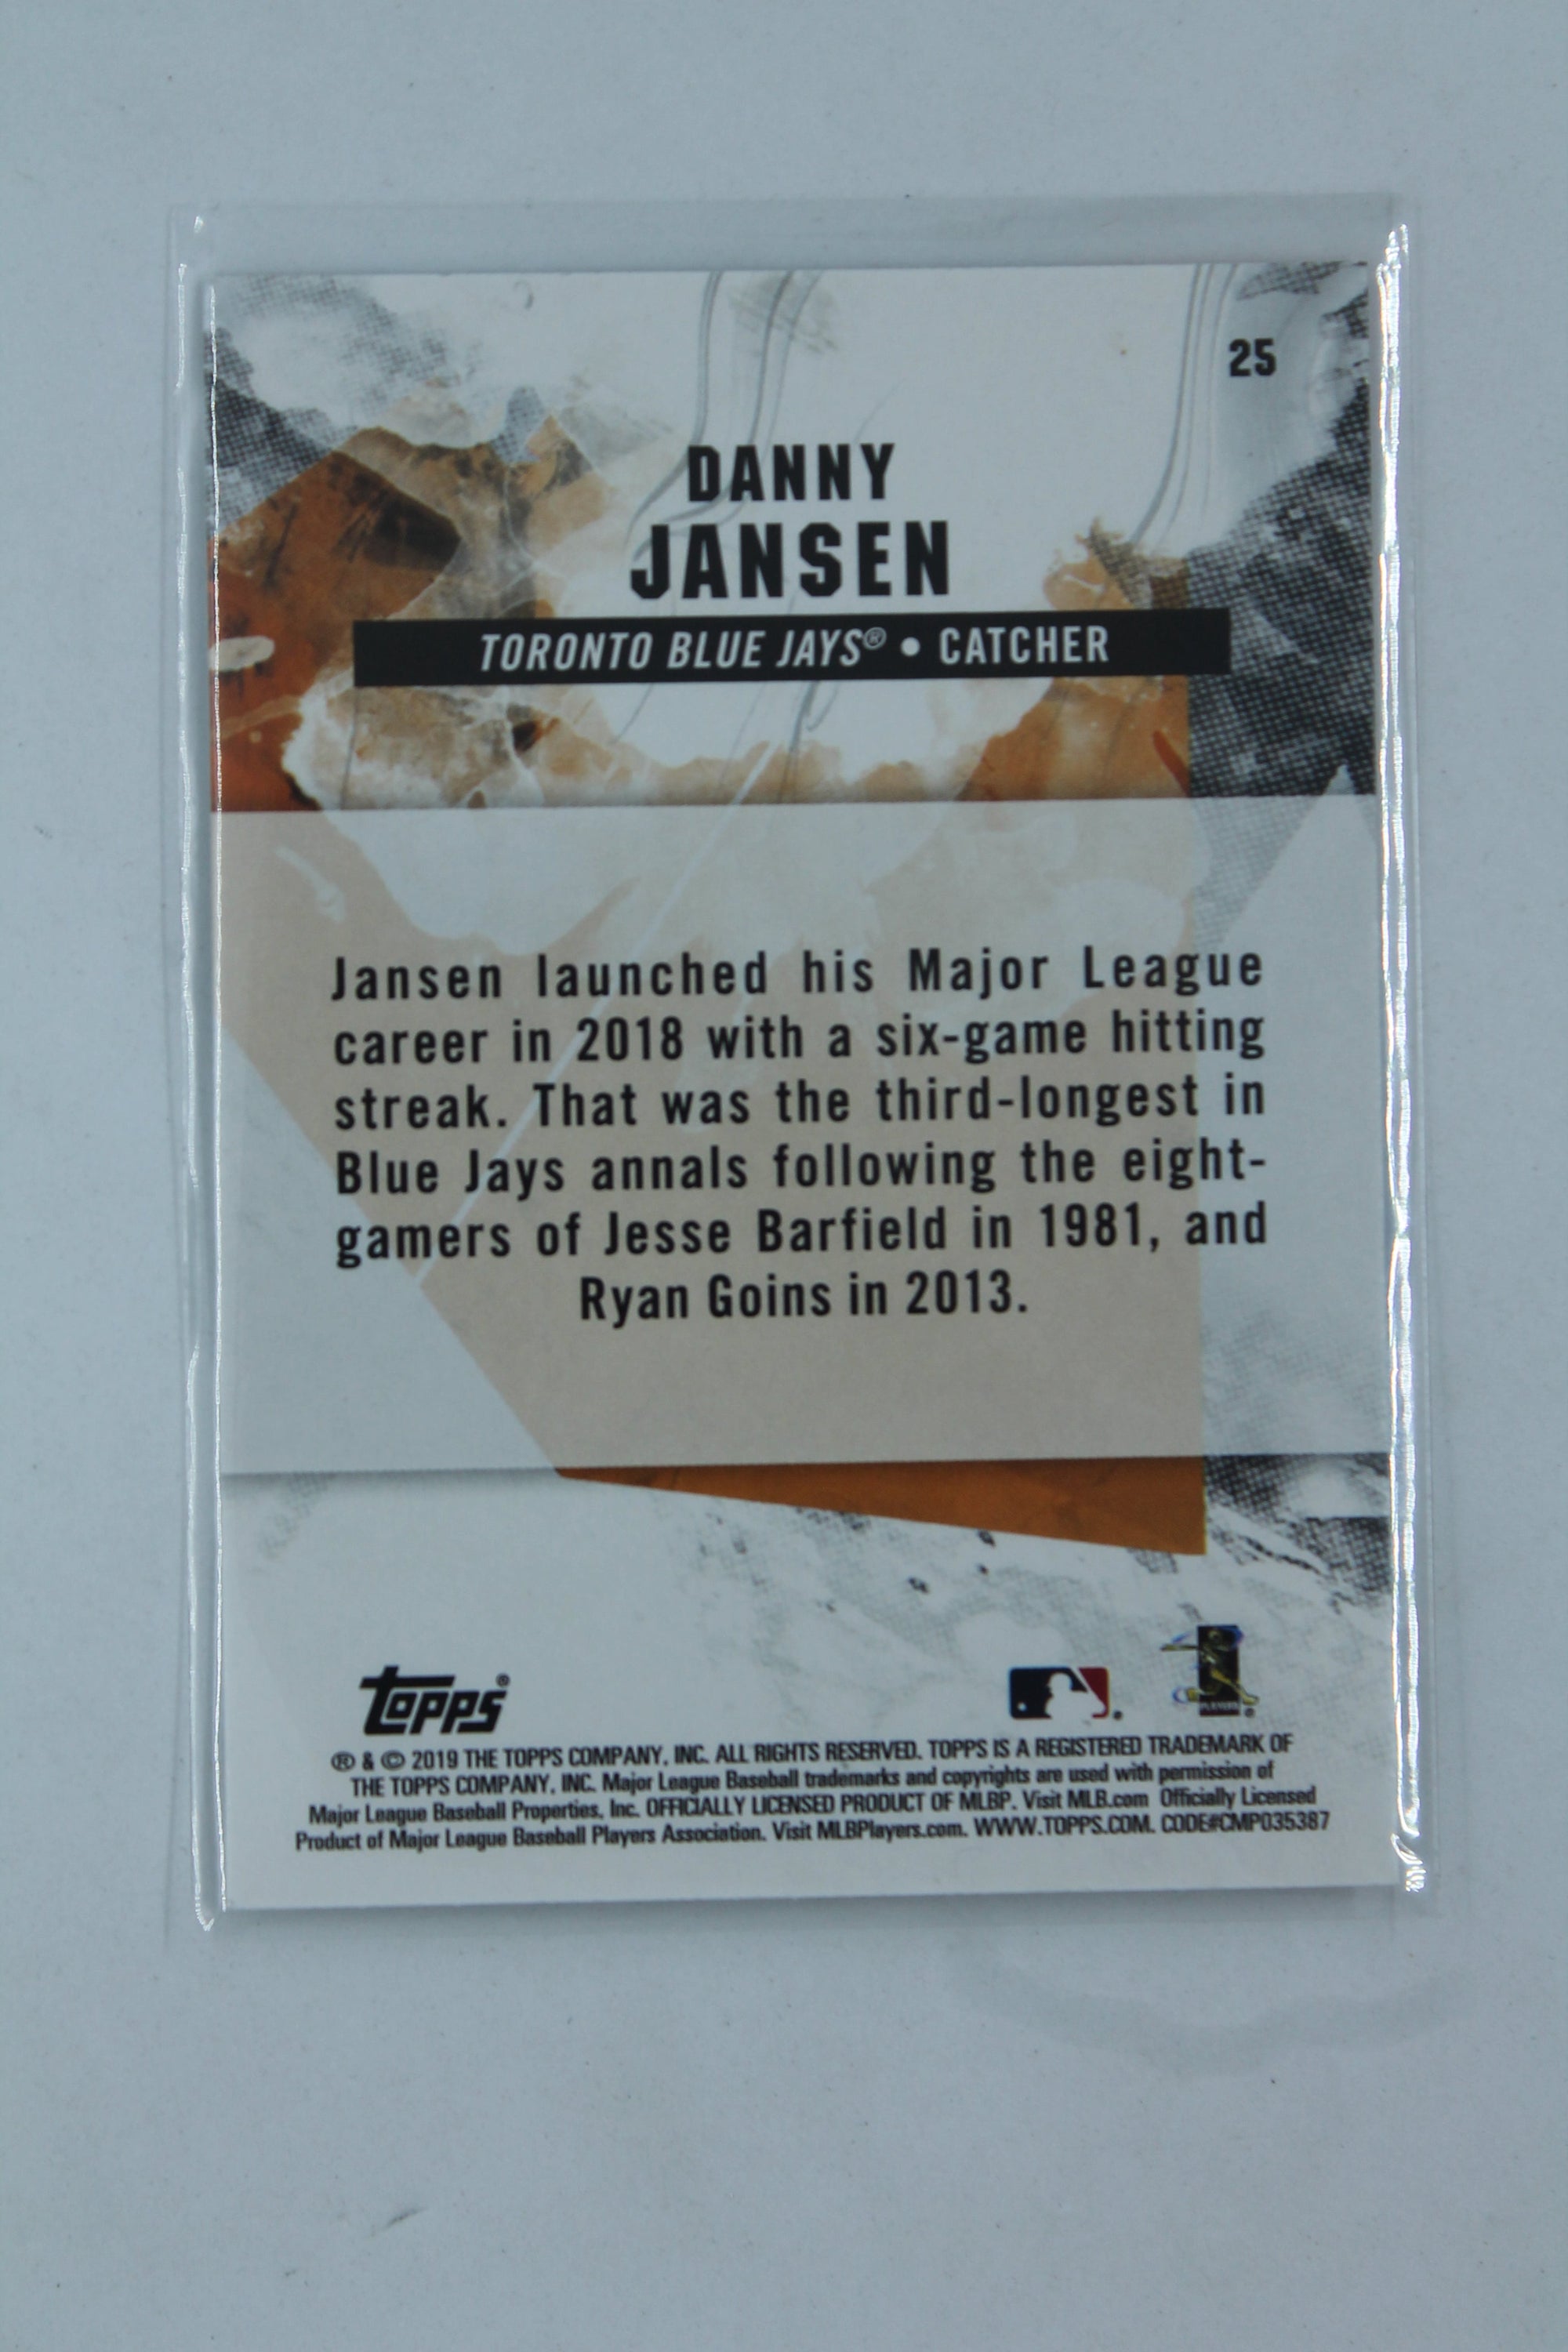 25
DANNY
JANSEN
TORONTO BLUE JAYS® • CATCHER
Jansen launched his Major League
career in 2018 with a six-game hitting
streak. That was the third-longest in
Blue Jays annals following the eight-
gamers of Jesse Barfield in 1981, and
Ryan Goins in 2013.
Topps®
PLAYERS
® & © 2019 THE TOPPS COMPANY, INC. ALL RIGHTS RESERVED. TOPPS IS A REGISTERED TRADEMARK OF
THE TOPPS COMPANY, INC. Major League Baseball trademarks and copyrights are used with permission of
Major League Baseball Properties, Inc. OFFICIALLY LICENSED PRODUCT OF MLBP. Visit MLB.com Officially Licensed
Product of Major League Baseball Players Association. Visit MLBPlayers.com. WWW.TOPPS.COM. CODE#CMP035387